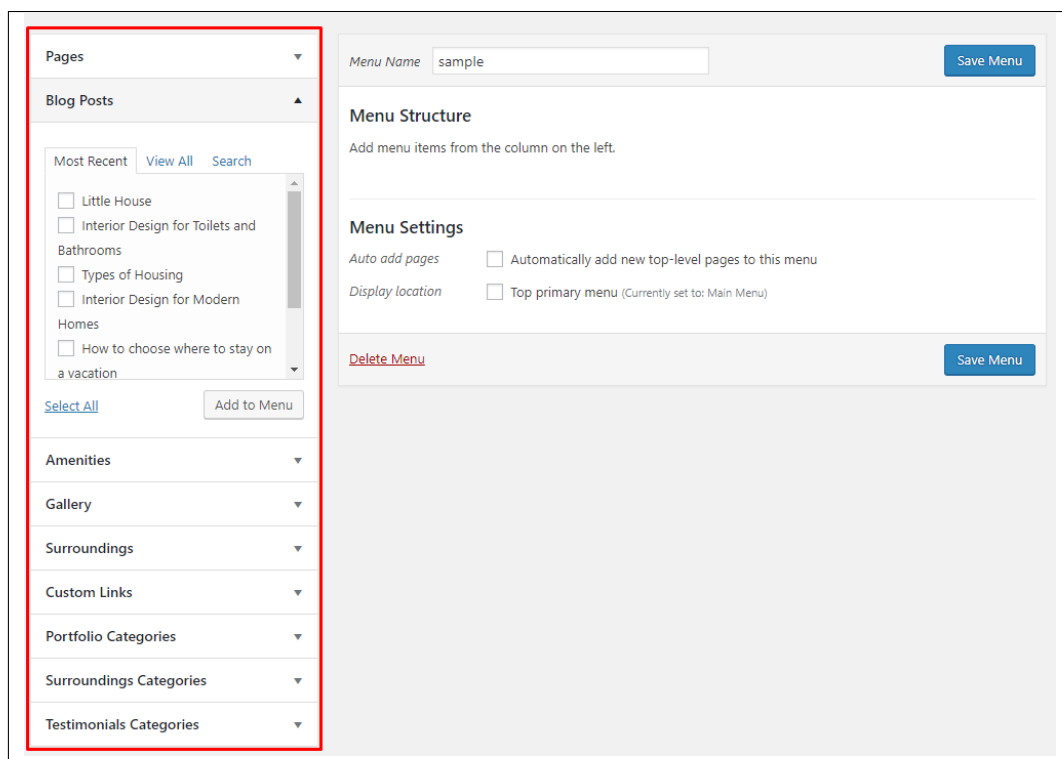 Pages
Blog Posts
Most Recent View All Search
Little House
Interior Design for Toilets and
Bathrooms
Types of Housing
Interior Design for Modern
Homes
How to choose where to stay on
a vacation
Select All Add to Menu
Amenities
Gallery
Surroundings
Custom Links
Portfolio Categories
Surroundings Categories
Testimonials Categories
Menu Name sample Save Menu
Menu Structure
Add menu items from the column on the left.
Menu Settings
Auto add pages Automatically add new top-level pages to this menu
Display location Top primary menu (Currently set to: Main Menu)
Delete Menu Save Menu